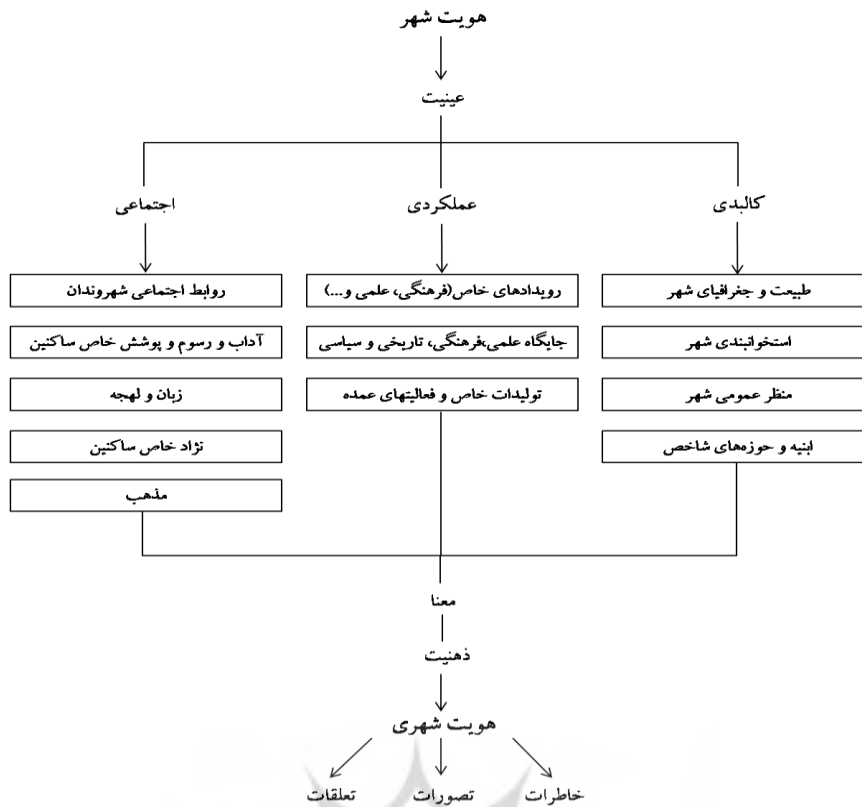 هویت شهر
عینیت
کالبدی
عملکردی
اجتماعی
طبیعت و جغرافیای شهر
رویدادهای خاص(فرهنگی، علمی و...)
روابط اجتماعی شهروندان
استخوانبندی شهر
جایگاه علمی،فرهنگی، تاریخی و سیاسی
آداب و رسوم و پوشش خاص ساکنین
منظر عمومی شهر
تولیدات خاص و فعالیتهای عمده
زبان و لهجه
ابنیه و حوزه‌های شاخص
نژاد خاص ساکنین
مذهب
معنا
ذهنیت
هویت شهری
خاطرات
تصورات
تعلقات